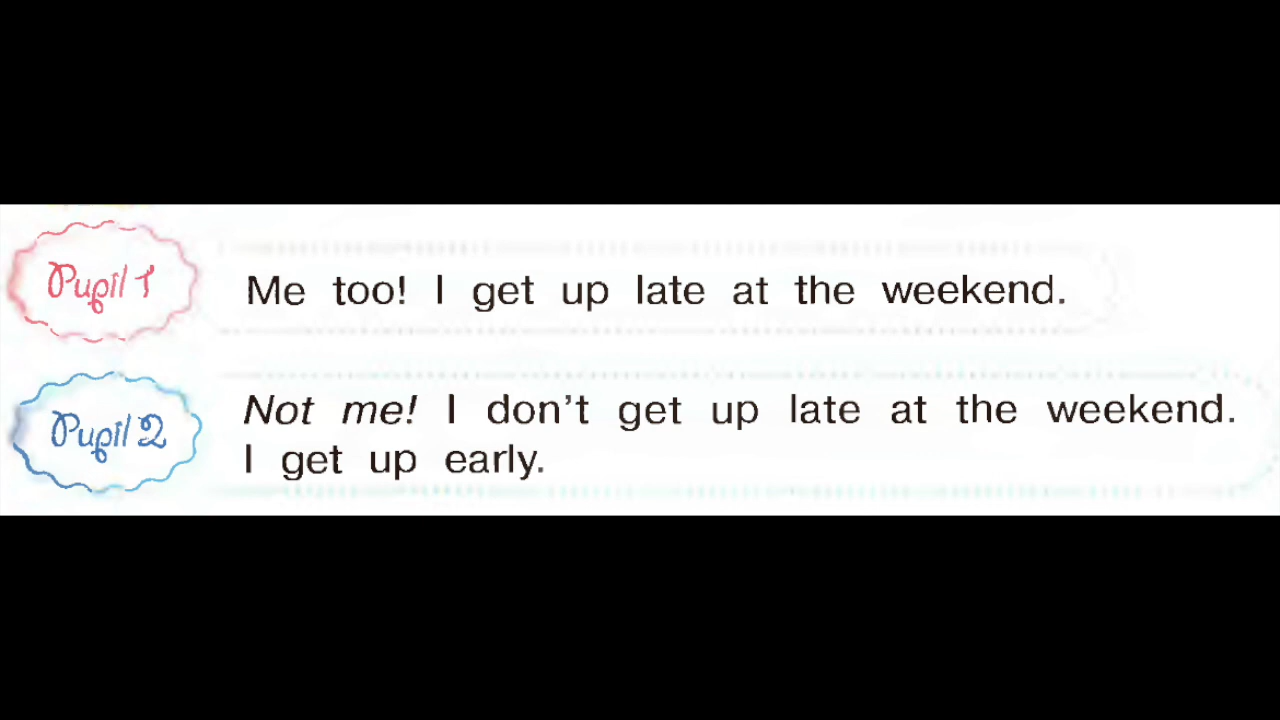 Pupil 1
Me too! I get up late at the weekend.
Pupil 2
Not me! I don't get up late at the weekend.
I get up early.